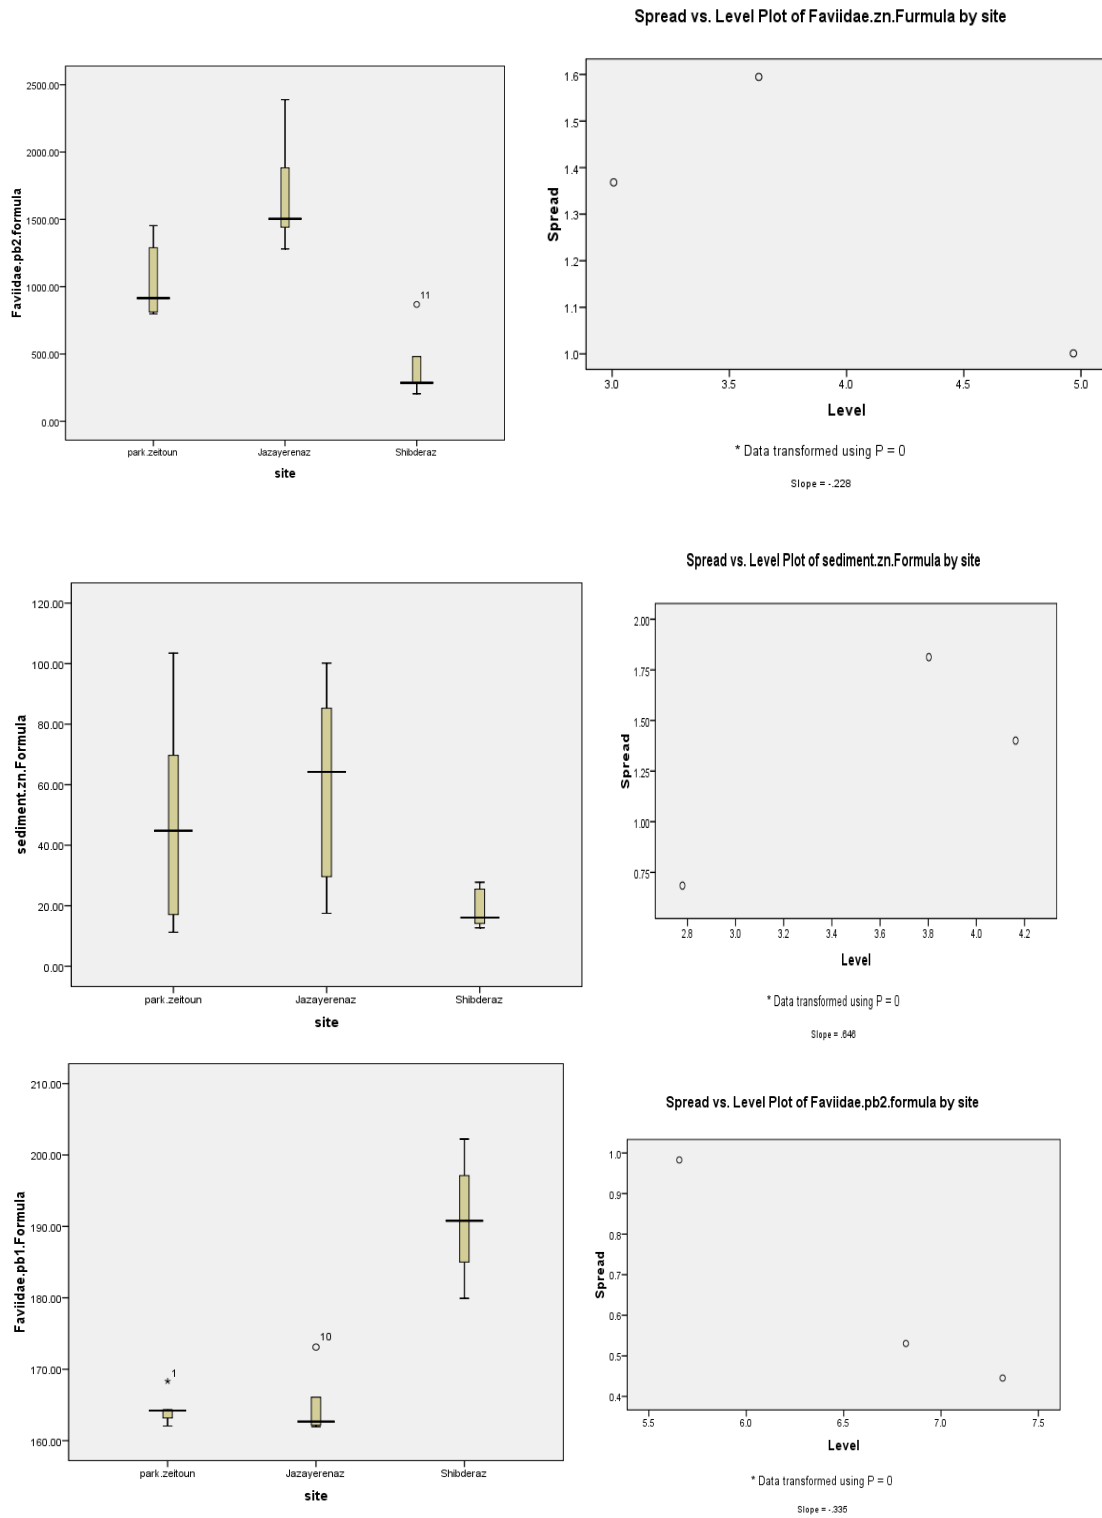 Spread vs. Level Plot of Faviidae.zn.Furmula by site
Faviidae.pb2.formula
2500.00
2000.00
1500.00
1000.00
500.00
0.00
11
park.zeitoun
Jazayerenaz
Shibderaz
site
Spread
1.6
1.5
1.4
1.3
1.2
1.1
1.0
3.0
3.5
4.0
4.5
5.0
Level
* Data transformed using P = 0
Slope = -.228
Spread vs. Level Plot of sediment.zn.Formula by site
sediment.zn.Formula
120.00
100.00
80.00
60.00
40.00
20.00
0.00
park.zeitoun
Jazayerenaz
Shibderaz
site
Spread
2.00
1.75
1.50
1.25
1.00
0.75
2.8
3.0
3.2
3.4
3.6
3.8
4.0
4.2
Level
* Data transformed using P = 0
Slope = .646
Spread vs. Level Plot of Faviidae.pb2.formula by site
Faviidae.pb1.Formula
210.00
200.00
190.00
180.00
170.00
160.00
1
10
park.zeitoun
Jazayerenaz
Shibderaz
site
Spread
1.0
0.9
0.8
0.7
0.6
0.5
0.4
5.5
6.0
6.5
7.0
7.5
Level
* Data transformed using P = 0
Slope = -.335